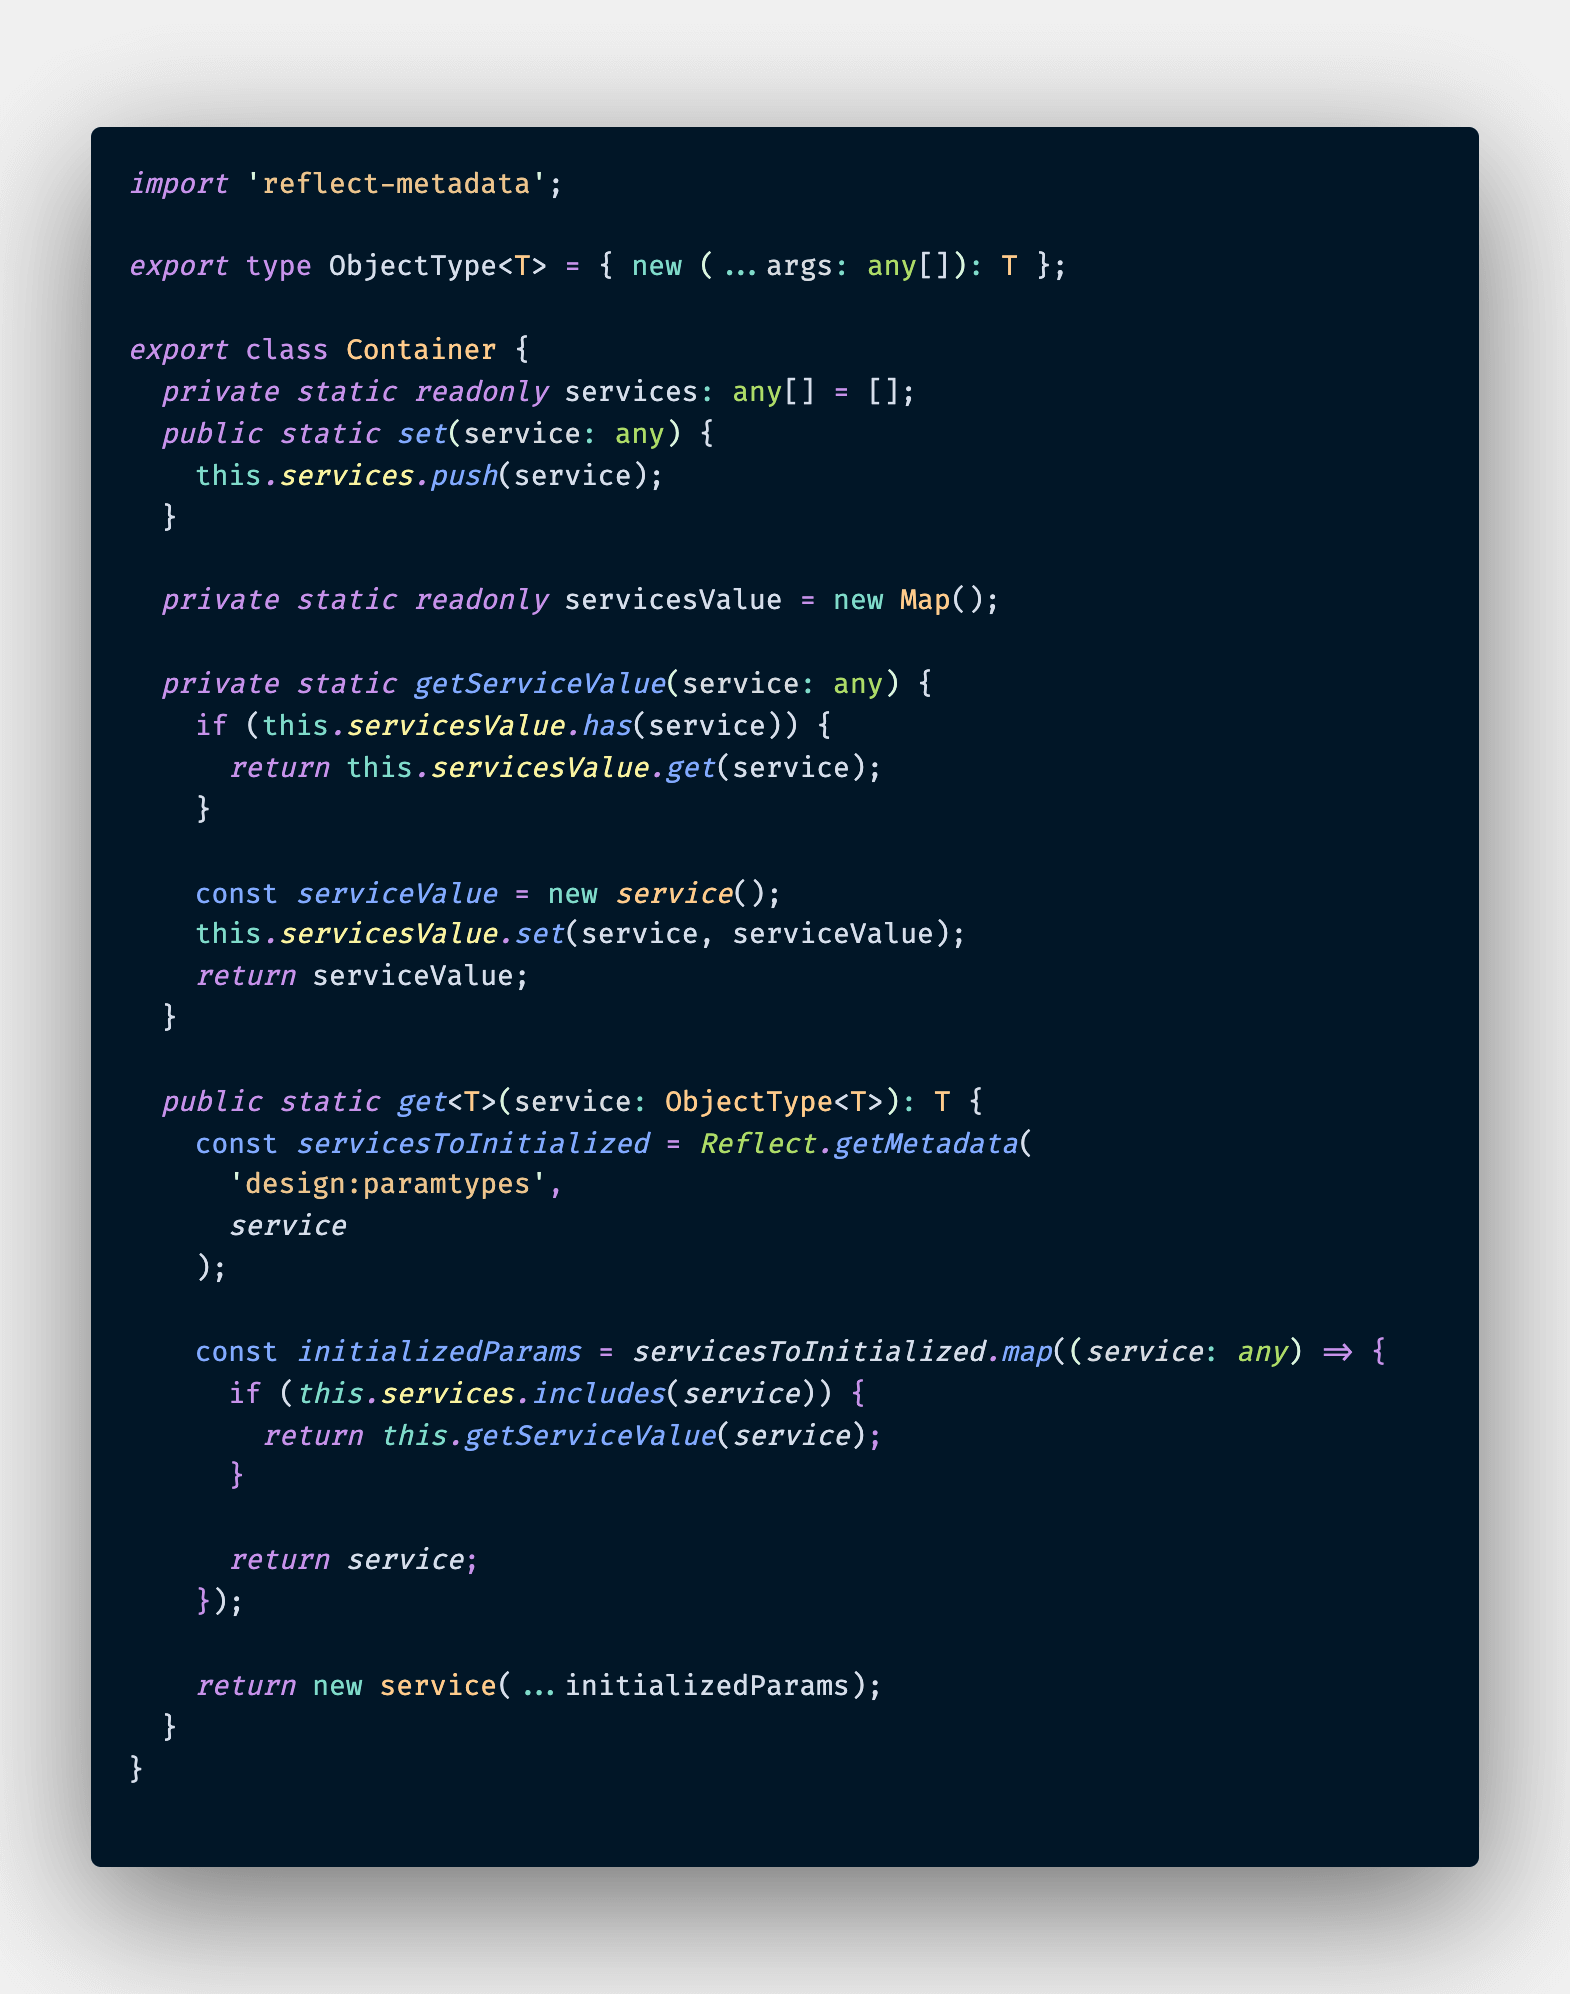 import 'reflect-metadata';

export type ObjectType<T> = { new (...args: any[]): T };

export class Container {
  private static readonly services: any[] = [];
  public static set(service: any) {
    this.services.push(service);
  }

  private static readonly servicesValue = new Map();

  private static getServiceValue(service: any) {
    if (this.servicesValue.has(service)) {
      return this.servicesValue.get(service);
    }

    const serviceValue = new service();
    this.servicesValue.set(service, serviceValue);
    return serviceValue;
  }

  public static get<T>(service: ObjectType<T>): T {
    const servicesToInitialized = Reflect.getMetadata(
      'design:paramtypes',
      service
    );

    const initializedParams = servicesToInitialized.map((service: any) => {
      if (this.services.includes(service)) {
        return this.getServiceValue(service);
      }

      return service;
    });

    return new service(...initializedParams);
  }
}